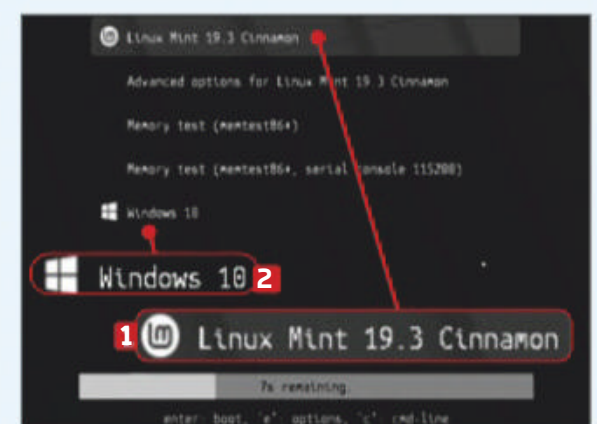 Linux Mint 19.3 Cinnamon
Advanced options for Linux Mint 19.3 Cinnamon
Memory test (memtest86+)
Memory test (memtest86+, serial console 115200)
Windows 10
Windows 10 2
1 Linux Mint 19.3 Cinnamon
7s remaining.
enter: boot, 'e': options, 'c': cmd-line